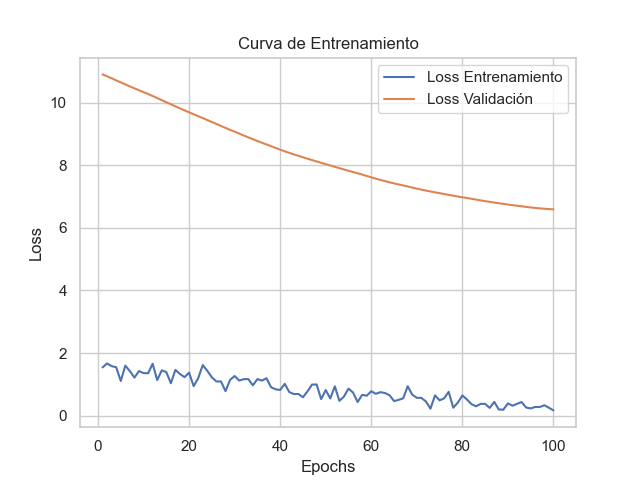 Curva de Entrenamiento
Loss Entrenamiento
Loss Validación
10
8
6
4
2
0
Loss
0 20 40 60 80 100
Epochs